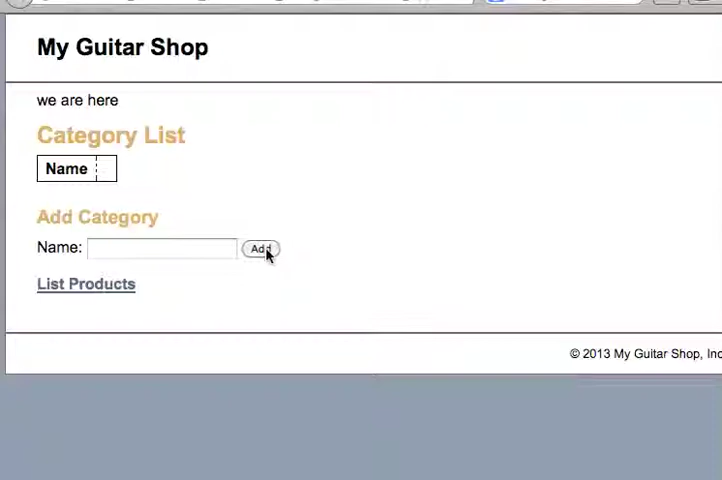 My Guitar Shop
we are here
Category List
Name
Add Category
Name: Add
List Products
© 2013 My Guitar Shop, Inc